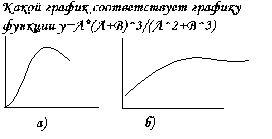 Какой график соответствует графику
функции y=A*(A+B)^3/(A^2+B^3)
а) б)